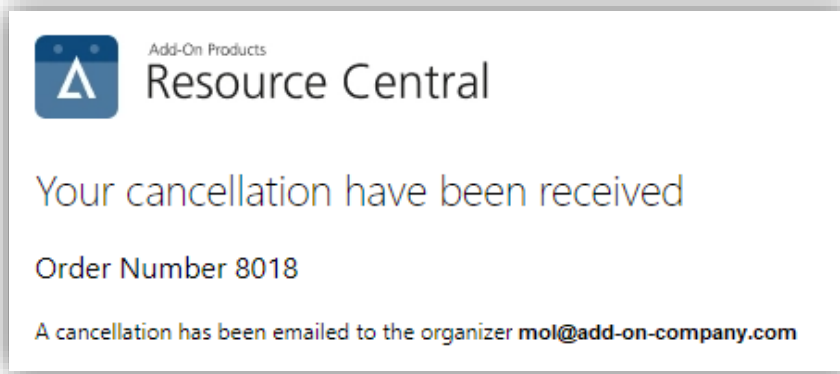 Add-On Products
Resource Central
Your cancellation have been received
Order Number 8018
A cancellation has been emailed to the organizer mol@add-on-company.com